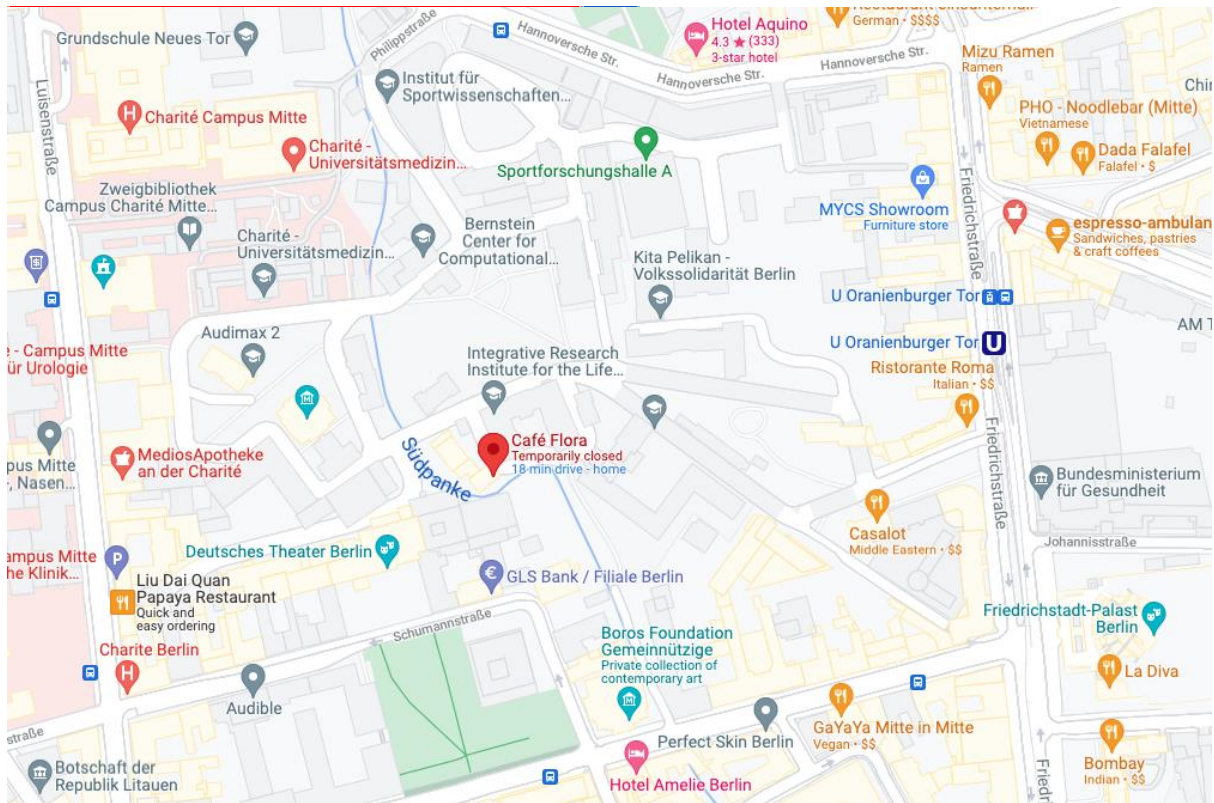 German • $$$$
Hotel Aquino
4.3 ★ (333)
3-star hotel
Grundschule Neues Tor
Philippstraße
Hannoversche Str.
Hannoversche Str.
Hannoversche Str.
Mizu Ramen
Ramen
Luisenstraße
Institut für
Sportwissenschaften...
PHO - Noodlebar (Mitte)
Vietnamese
Charité Campus Mitte
Charité -
Universitätsmedizin...
Dada Falafel
Falafel • $
Sportforschungshalle A
Friedrichstraße
Zweigbibliothek
Campus Charité Mitte...
MYCS Showroom
Furniture store
espresso-ambulan
Sandwiches, pastries
& craft coffees
Charité -
Universitätsmedizin...
Bernstein
Center for
Computational...
Kita Pelikan -
Volkssolidarität Berlin
U Oranienburger Tor
Audimax 2
U Oranienburger Tor
U
AM T
e - Campus Mitte
ür Urologie
Integrative Research
Institute for the Life...
Ristorante Roma
Italian • $$
Friedrichstraße
Café Flora
Temporarily closed
18 min drive - home
Südpanke
MediosApotheke
an der Charité
pus Mitte
-, Nasen...
Bundesministerium
für Gesundheit
Casalot
Middle Eastern • $$
Johannisstraße
Deutsches Theater Berlin
ampus Mitte
he Klinik...
P
Liu Dai Quan
Papaya Restaurant
Quick and
easy ordering
GLS Bank / Filiale Berlin
Schumannstraße
Friedrichstadt-Palast
Berlin
Boros Foundation
Gemeinnützige
Private collection of
contemporary art
Charite Berlin
H
La Diva
Audible
straße
GaYaYa Mitte in Mitte
Vegan • $$
Perfect Skin Berlin
Botschaft der
Republik Litauen
Hotel Amelie Berlin
Bombay
Indian • $$
Friedr